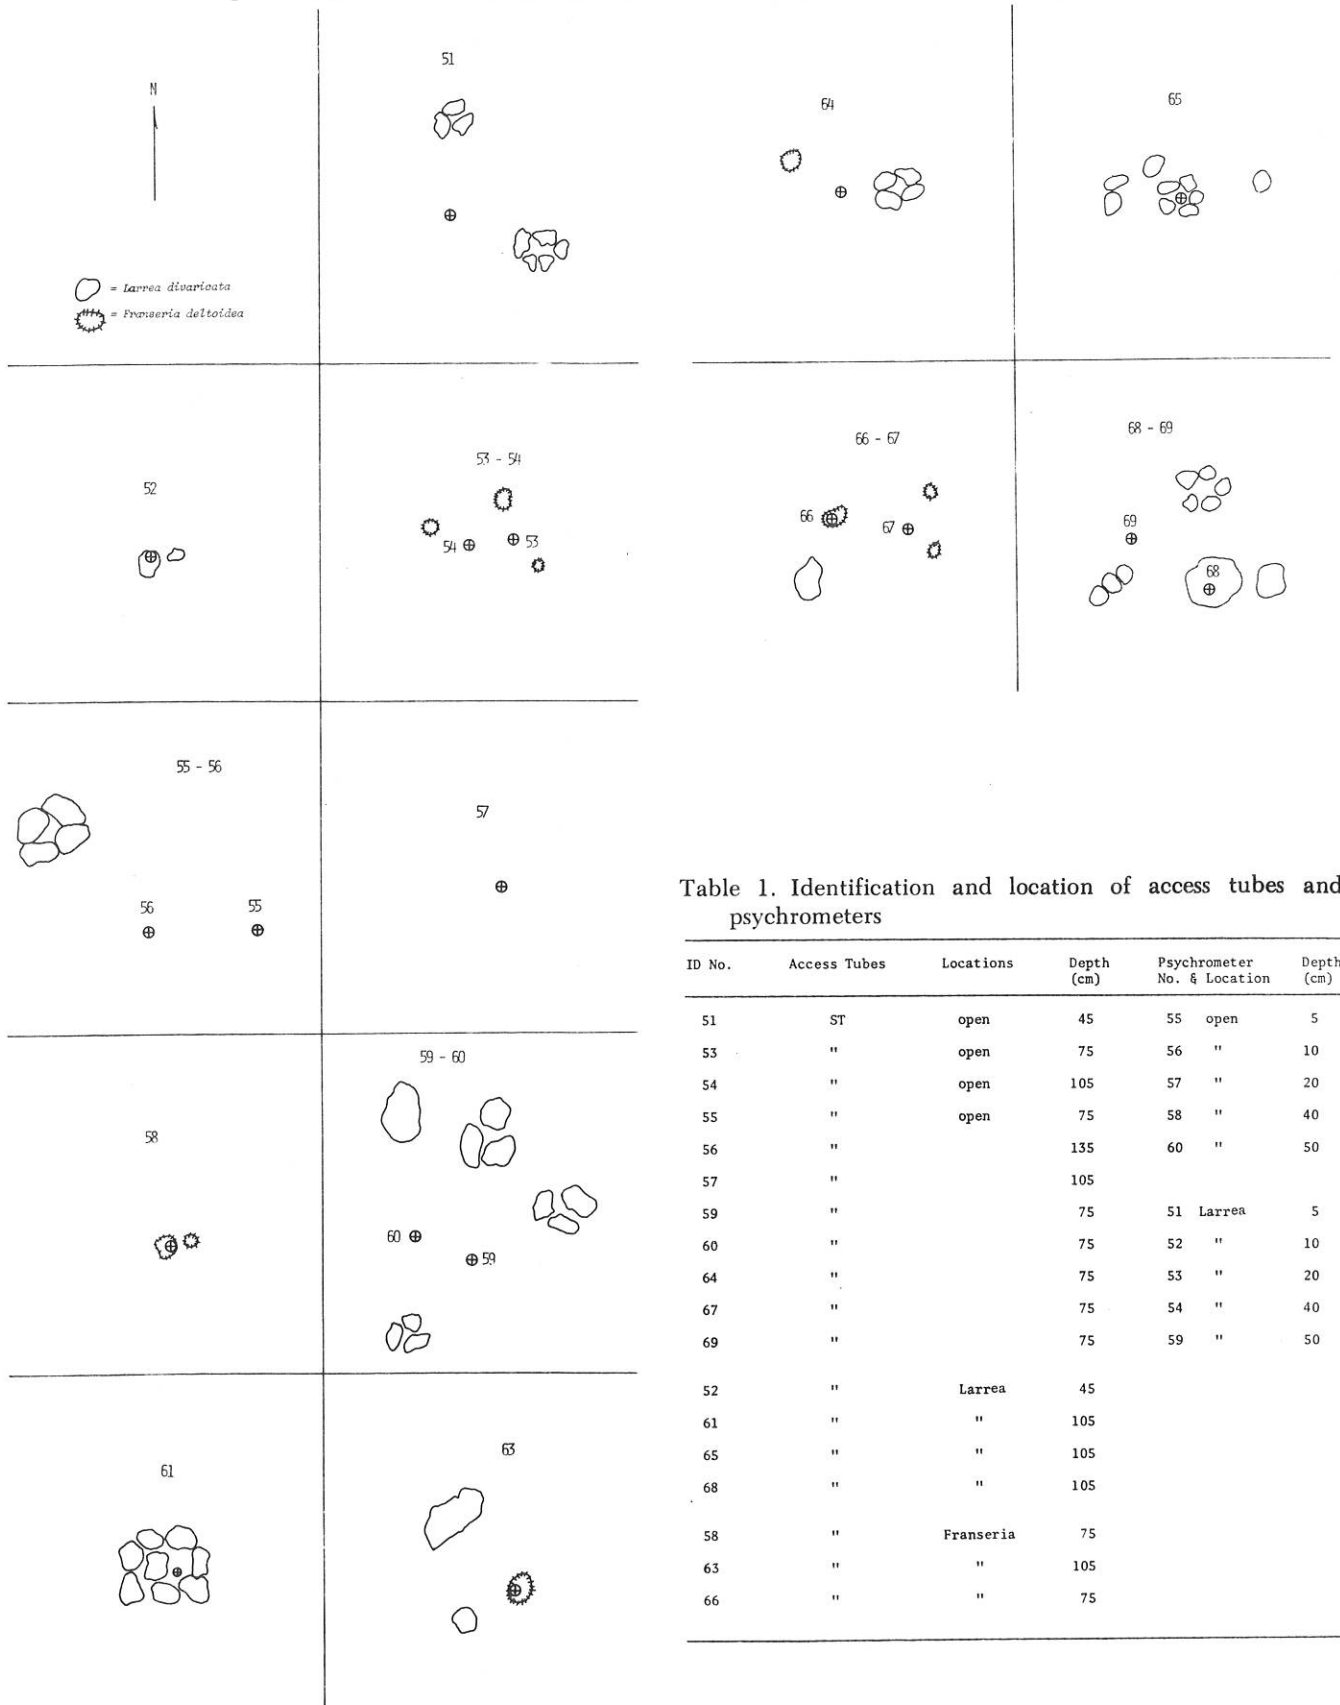 51
N
= Larrea divaricata
= Franseria deltoidea
52
53 - 54
54
53
55 - 56
56
55
57
58
59 - 60
60
59
61
63
64
65
66 - 67
66
67
68 - 69
69
68
Table 1. Identification and location of access tubes and
psychrometers
ID No. Access Tubes Locations Depth (cm) Psychrometer No. & Location Depth (cm)
51 ST open 45 55 open 5
53 " open 75 56 " 10
54 " open 105 57 " 20
55 " open 75 58 " 40
56 " 135 60 " 50
57 " 105
59 " 75 51 Larrea 5
60 " 75 52 " 10
64 " 75 53 " 20
67 " 75 54 " 40
69 " 75 59 " 50
52 " Larrea 45
61 " " 105
65 " " 105
68 " " 105
58 " Franseria 75
63 " " 105
66 " " 75